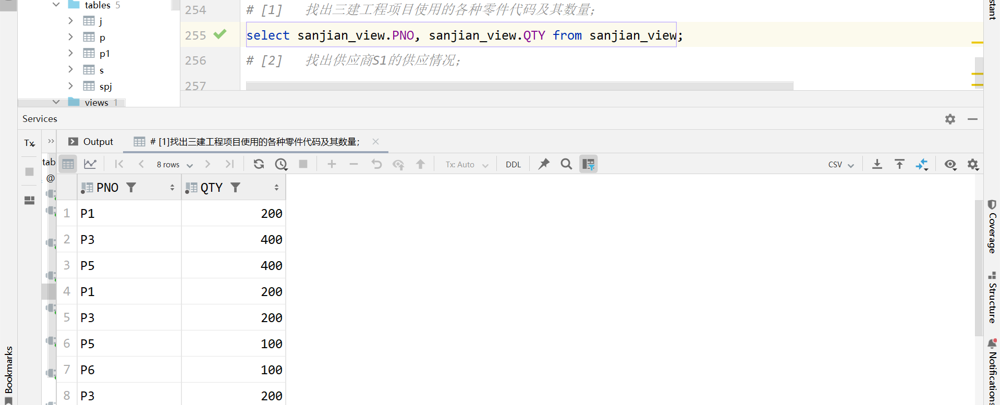 tables 5
j
p
p1
s
spj
views 1
254 # [1] 找出三建工程项目使用的各种零件代码及其数量；
255 select sanjian_view.PNO, sanjian_view.QTY from sanjian_view;
256 # [2] 找出供应商S1的供应情况；
257
Services
Tx
Output
# [1]找出三建工程项目使用的各种零件代码及其数量；
tab
@
8 rows
Tx: Auto
DDL
CSV
PNO QTY
1 P1 200
2 P3 400
3 P5 400
4 P1 200
5 P3 200
6 P5 100
7 P6 100
8 P3 200
Bookmarks
stant
Coverage
Structure
Notifications